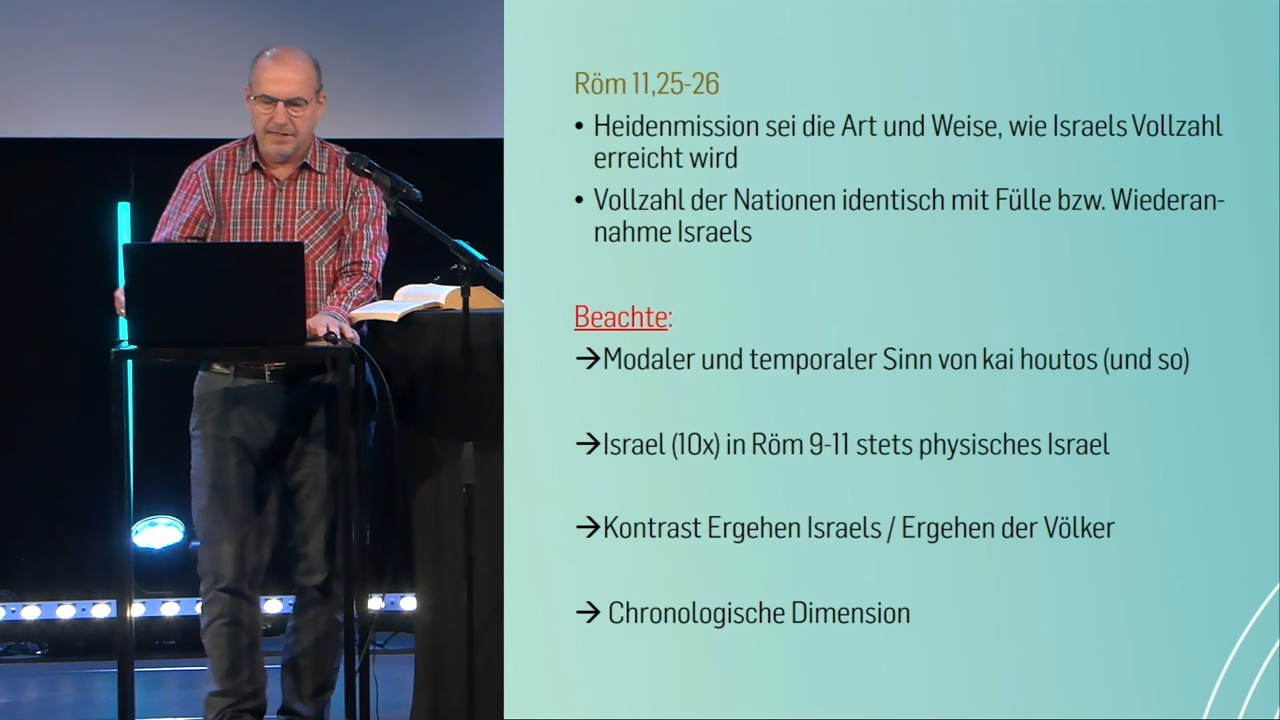 Röm 11,25-26
• Heidenmission sei die Art und Weise, wie Israels Vollzahl
erreicht wird
• Vollzahl der Nationen identisch mit Fülle bzw. Wiederan-
nahme Israels
Beachte:
→Modaler und temporaler Sinn von kai houtos (und so)
→Israel (10x) in Röm 9-11 stets physisches Israel
→Kontrast Ergehen Israels / Ergehen der Völker
→ Chronologische Dimension